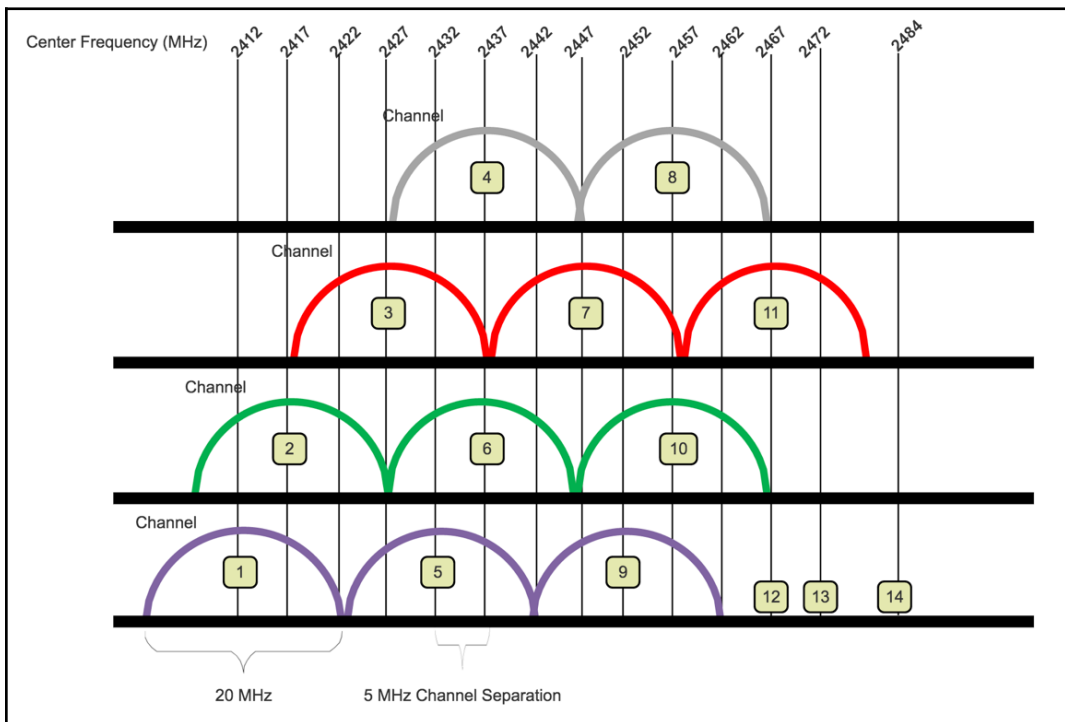 Center Frequency (MHz)
2412 2417 2422 2427 2432 2437 2442 2447 2452 2457 2462 2467 2472 2484
Channel
4 8
Channel
3 7 11
Channel
2 6 10
Channel
1 5 9
12 13 14
20 MHz 5 MHz Channel Separation